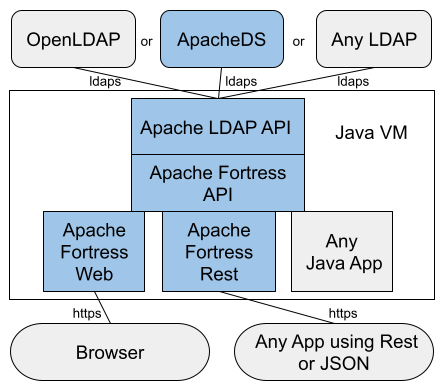 OpenLDAP or ApacheDS or Any LDAP
ldaps ldaps ldaps
Apache LDAP API
Java VM
Apache Fortress
API
Apache
Fortress
Web
Apache
Fortress
Rest
Any
Java App
https https
Browser
Any App using Rest
or JSON